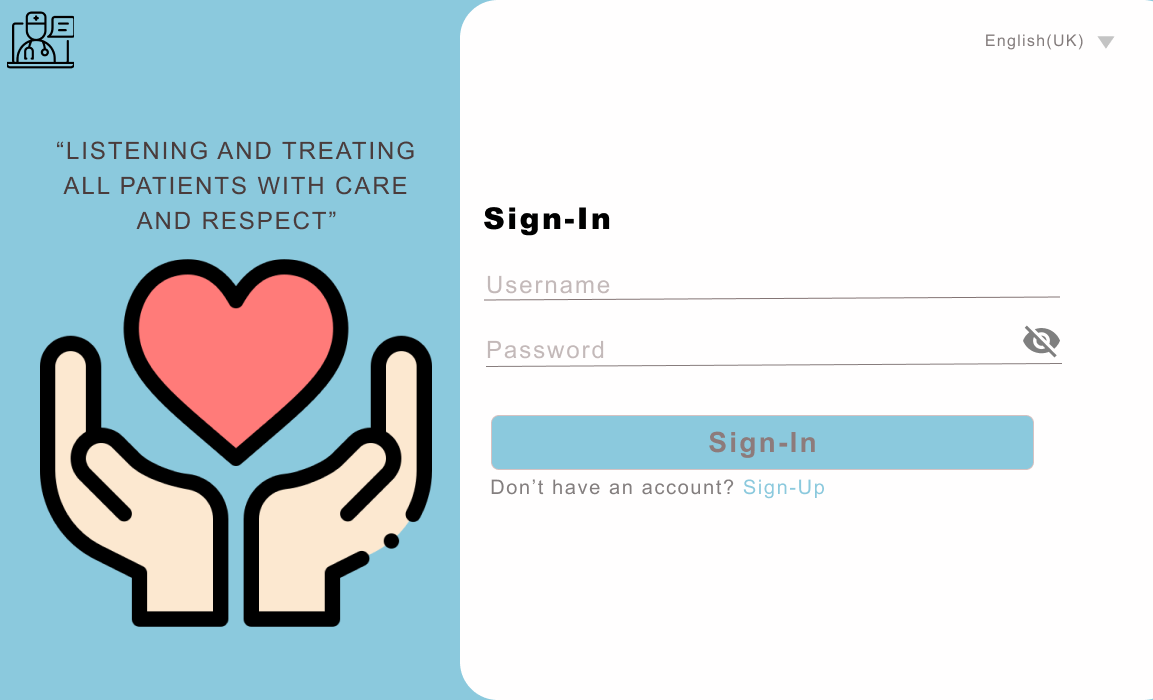 “LISTENING AND TREATING
ALL PATIENTS WITH CARE
AND RESPECT”
English(UK)
Sign-In
Username
Password
Sign-In
Don’t have an account? Sign-Up